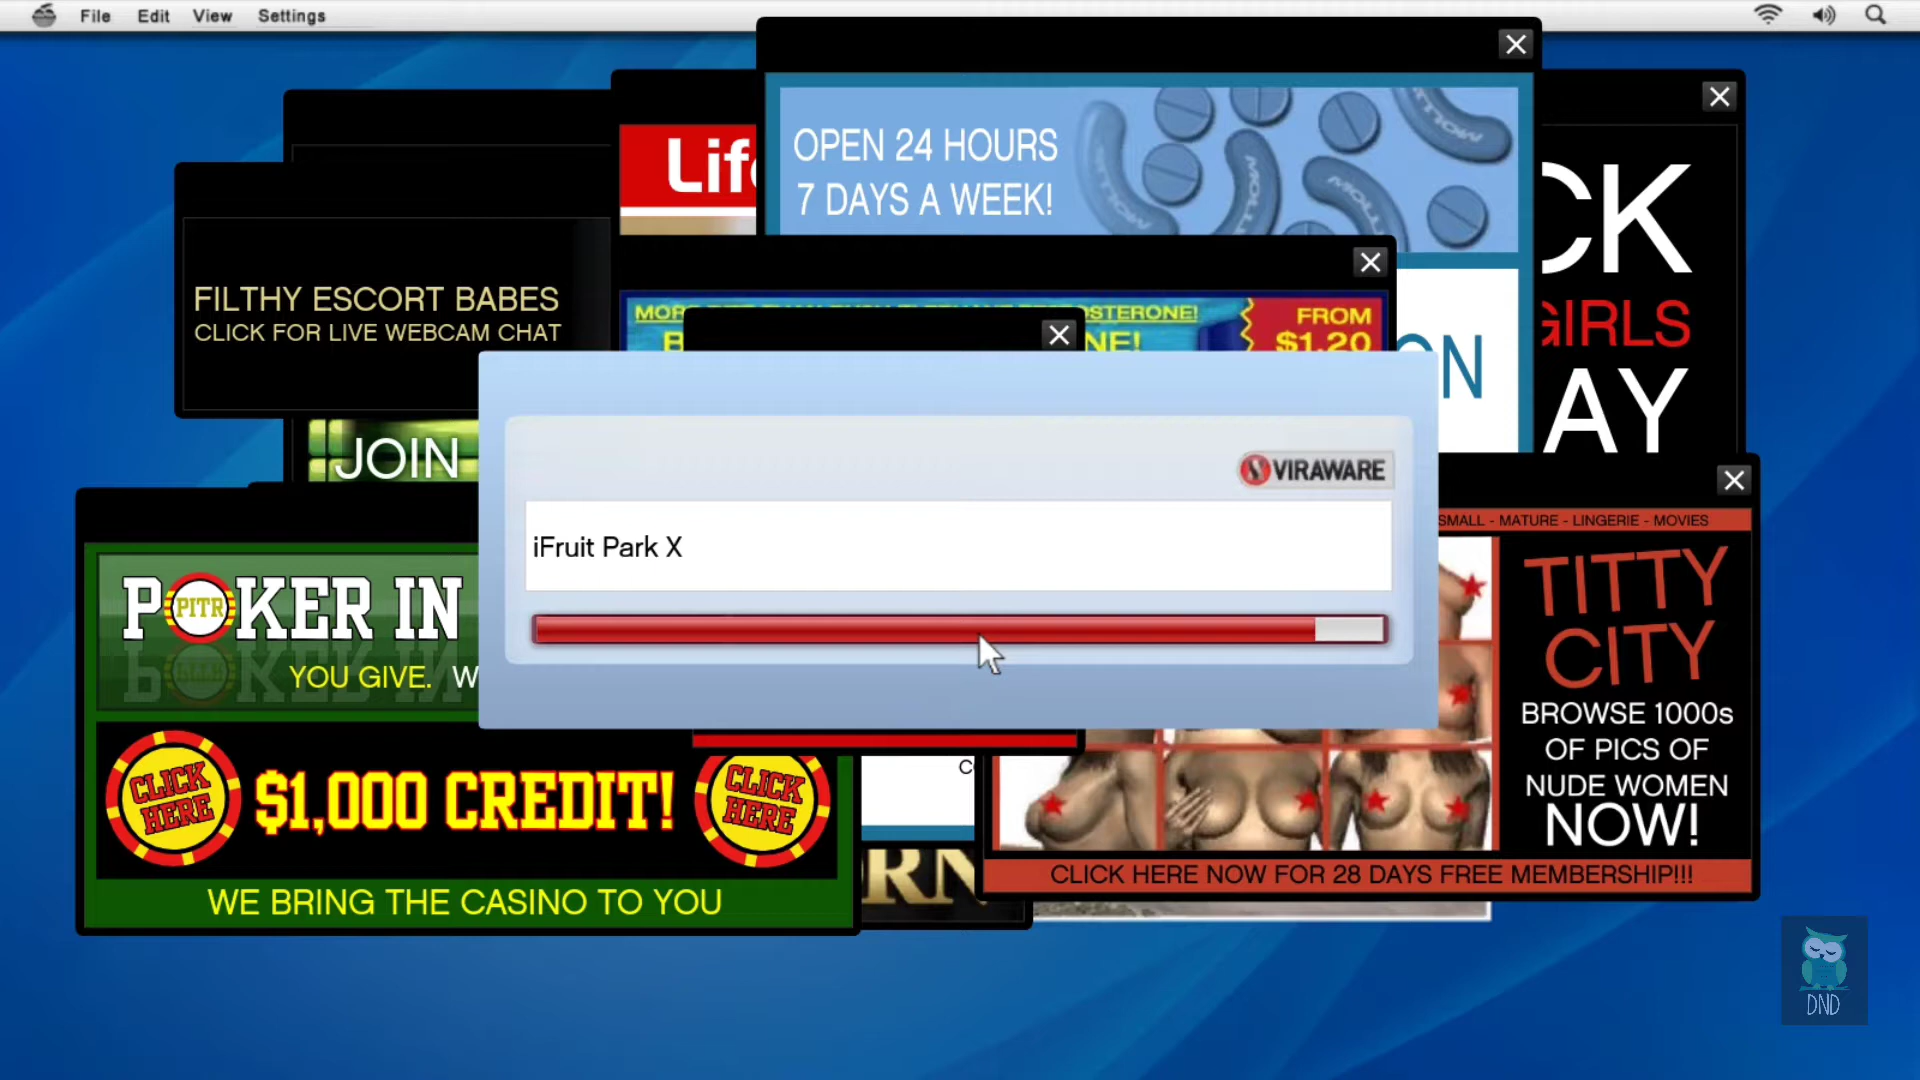 File Edit View Settings
OPEN 24 HOURS
7 DAYS A WEEK!
MOLLIS
CK
GIRLS
AY
FILTHY ESCORT BABES
CLICK FOR LIVE WEBCAM CHAT
FROM
$1.20
NE!
ON
JOIN
VIRAWARE
iFruit Park X
SMALL - MATURE - LINGERIE - MOVIES
TITTY
CITY
BROWSE 1000s
OF PICS OF
NUDE WOMEN
NOW!
CLICK HERE NOW FOR 28 DAYS FREE MEMBERSHIP!!!
POKER IN
PITR
YOU GIVE. W
CLICK
HERE
$1,000 CREDIT!
CLICK
HERE
WE BRING THE CASINO TO YOU
RN
DND